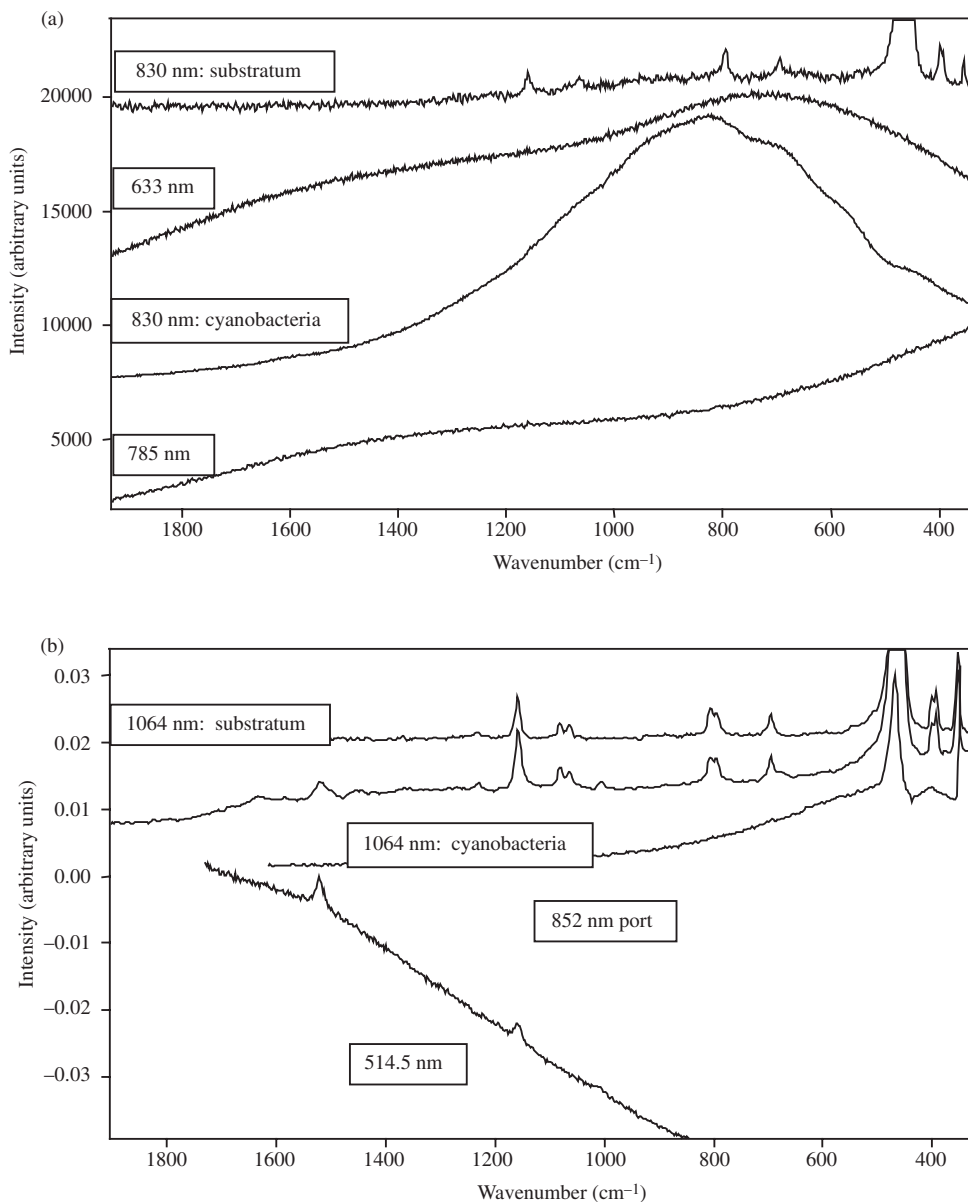 (a)
830 nm: substratum
20000
633 nm
15000
830 nm: cyanobacteria
10000
785 nm
5000
Intensity (arbitrary units)
1800 1600 1400 1200 1000 800 600 400
Wavenumber (cm–1)
(b)
0.03
1064 nm: substratum
0.02
0.01
1064 nm: cyanobacteria
0.00
852 nm port
–0.01
–0.02
514.5 nm
–0.03
Intensity (arbitrary units)
1800 1600 1400 1200 1000 800 600 400
Wavenumber (cm–1)